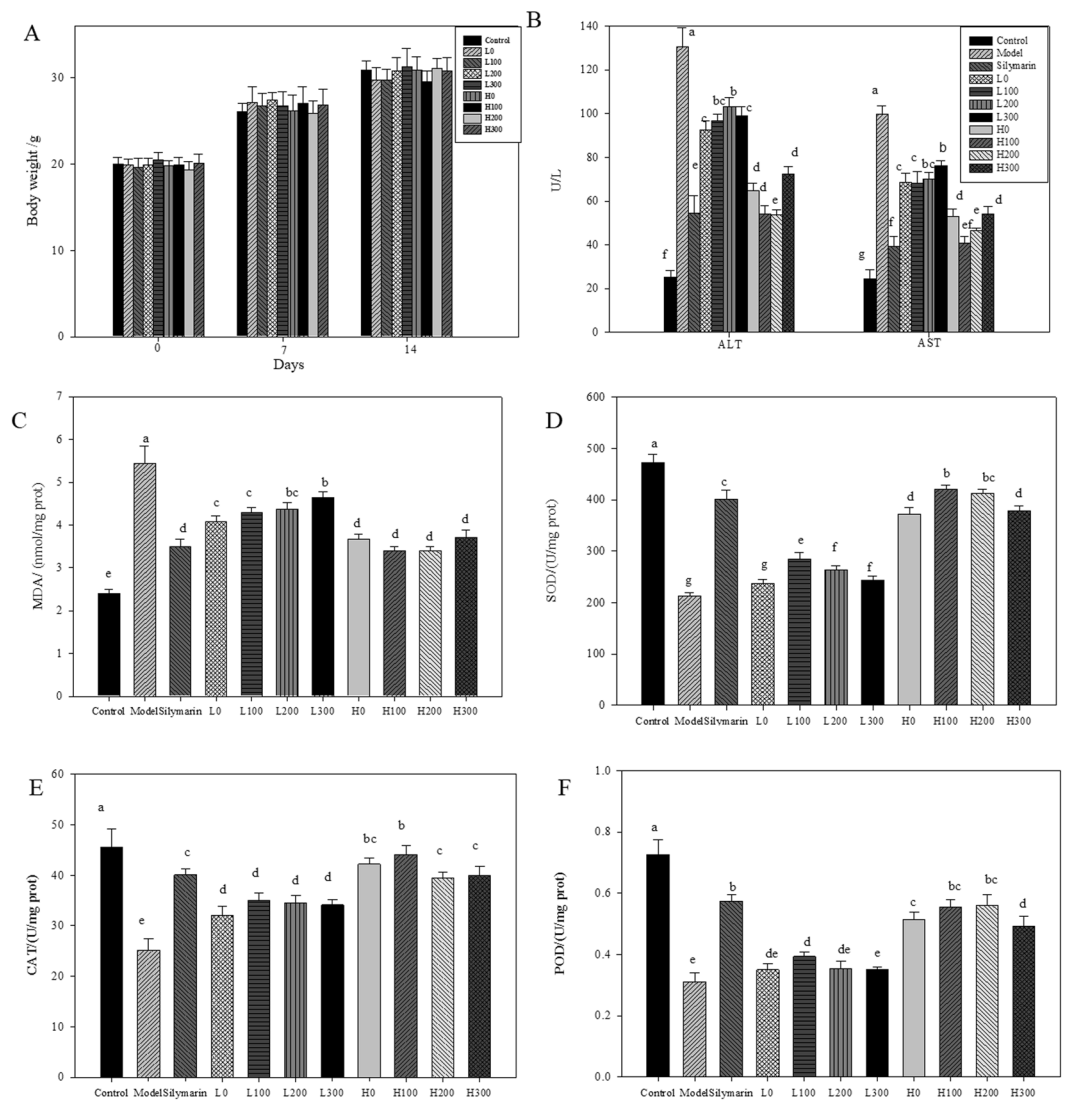 A
Body weight /g
30
20
10
0
0
7
14
Days
Control
L0
L100
L200
L300
H0
H100
H200
H300
B
U/L
140
120
100
80
60
40
20
0
f a e c bc b c d d e d
g a f c c bc b d ef e d
ALT
AST
Control
Model
Silymarin
L0
L100
L200
L300
H0
H100
H200
H300
C
MDA/ (nmol/mg prot)
7
6
5
4
3
2
1
0
e a d c c bc b d d d d
Control Model Silymarin L0 L100 L200 L300 H0 H100 H200 H300
D
SOD/(U/mg prot)
600
500
400
300
200
100
0
a g c g e f f d b bc d
Control Model Silymarin L0 L100 L200 L300 H0 H100 H200 H300
E
CAT/(U/mg prot)
60
50
40
30
20
10
0
a e c d d d d bc b c c
Control Model Silymarin L0 L100 L200 L300 H0 H100 H200 H300
F
POD/(U/mg prot)
1.0
0.8
0.6
0.4
0.2
0.0
a e b de d de e c bc bc d
Control Model Silymarin L0 L100 L200 L300 H0 H100 H200 H300